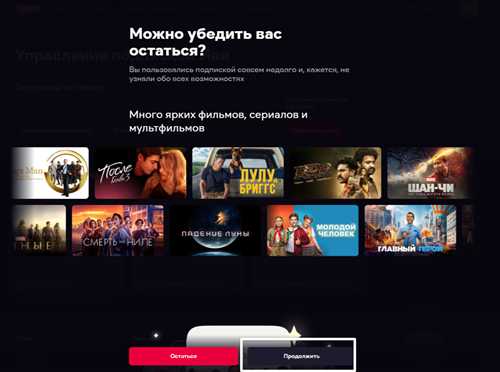 Можно убедить вас
остаться?
Вы пользовались подпиской совсем недолго и, кажется, не
узнали обо всех возможностях
Много ярких фильмов, сериалов и
мультфильмов
Man
После
Глава 3
ЛУЛУ И
БРИГГС
RRR
ШАН-ЧИ
НЫЕ
СМЕРТЬ НА НИЛЕ
ПАДЕНИЕ ЛУНЫ
МОЛОДОЙ
ЧЕЛОВЕК
ГЛАВНЫЙ ГЕРОЙ
Остаться
Продолжить